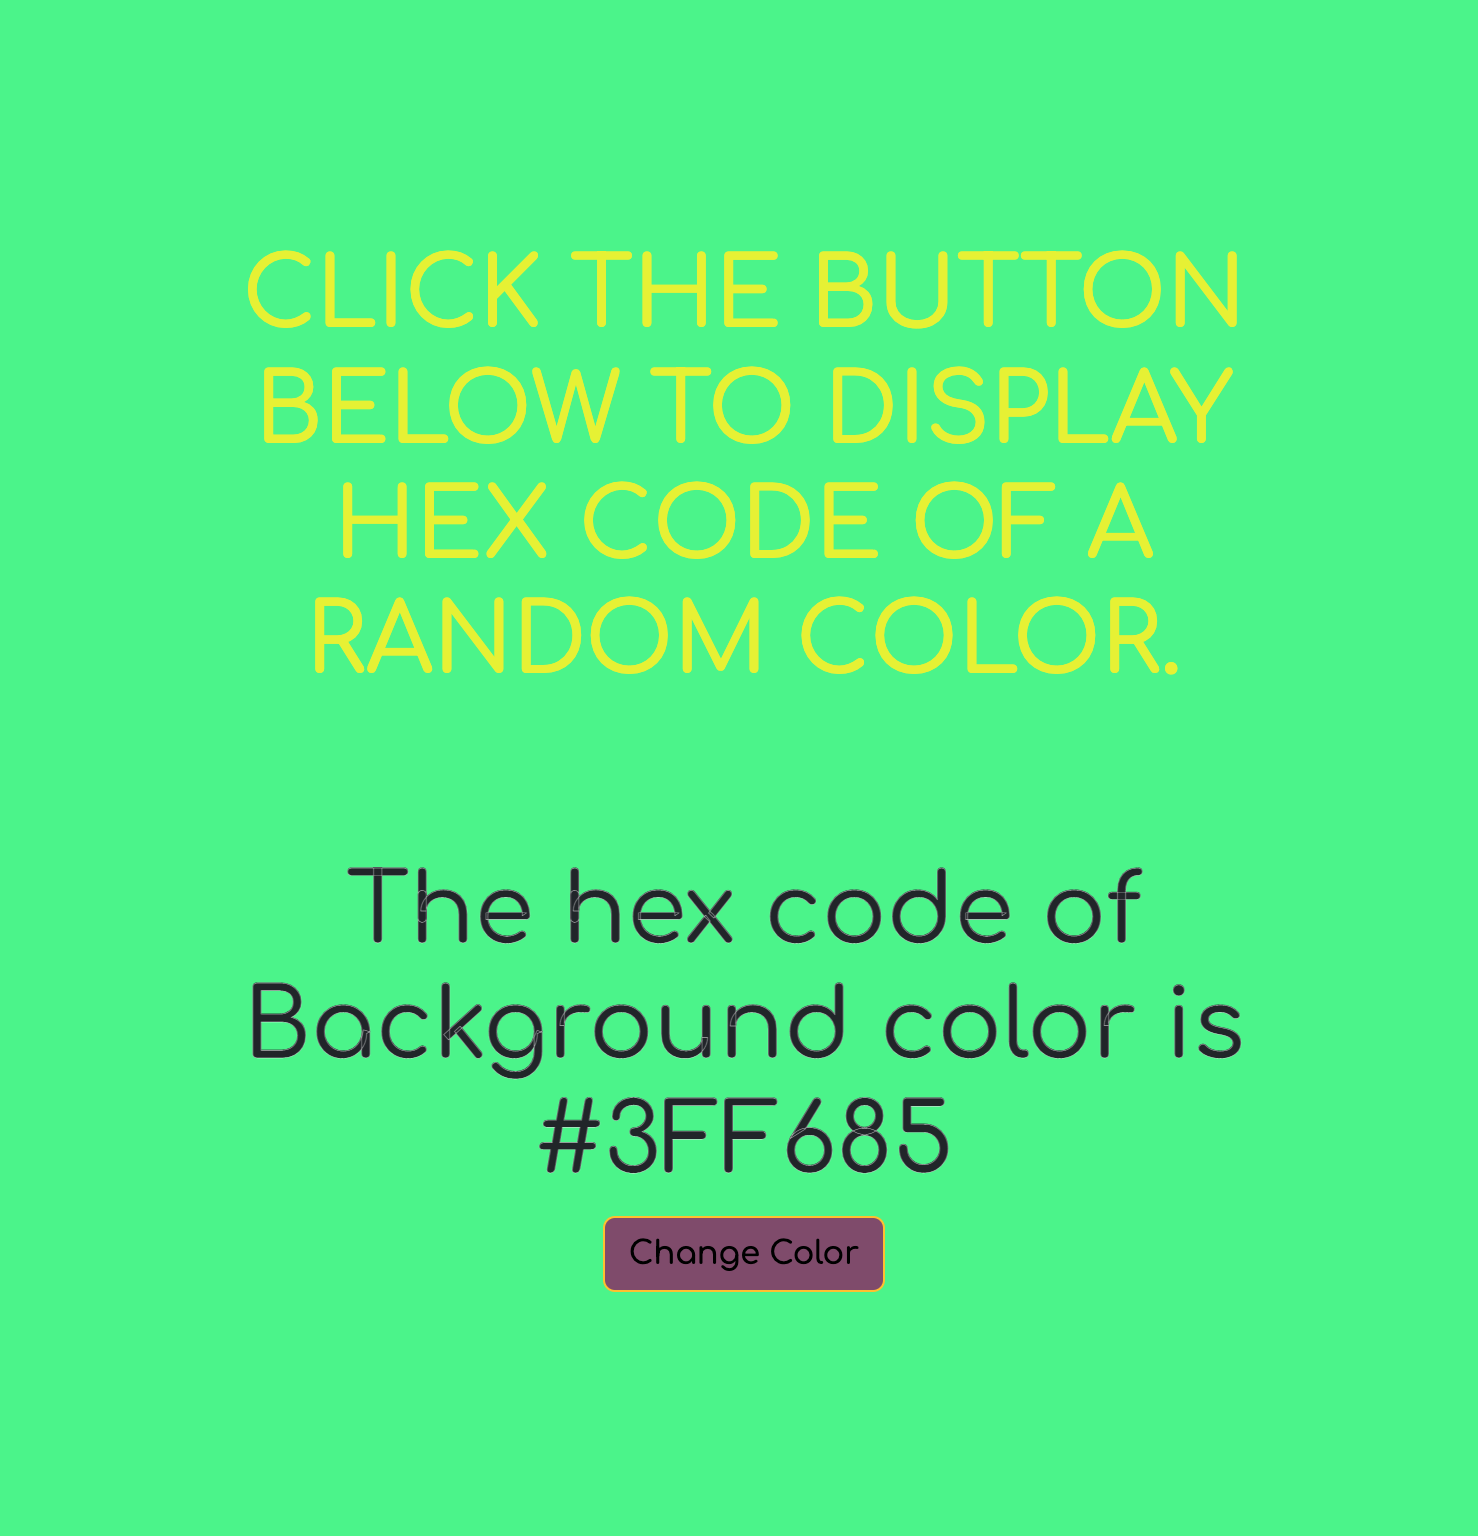 CLICK THE BUTTON
BELOW TO DISPLAY
HEX CODE OF A
RANDOM COLOR.
The hex code of
Background color is
#3FF685
Change Color